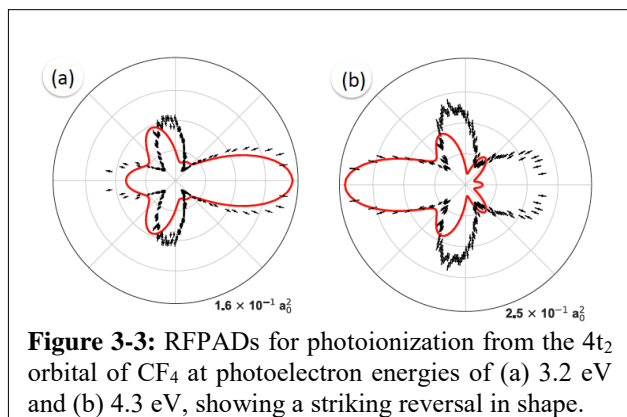 (a)
(b)
1.6 × 10⁻¹ a₀²
2.5 × 10⁻¹ a₀²
Figure 3-3: RFPADs for photoionization from the 4t₂
orbital of CF₄ at photoelectron energies of (a) 3.2 eV
and (b) 4.3 eV, showing a striking reversal in shape.